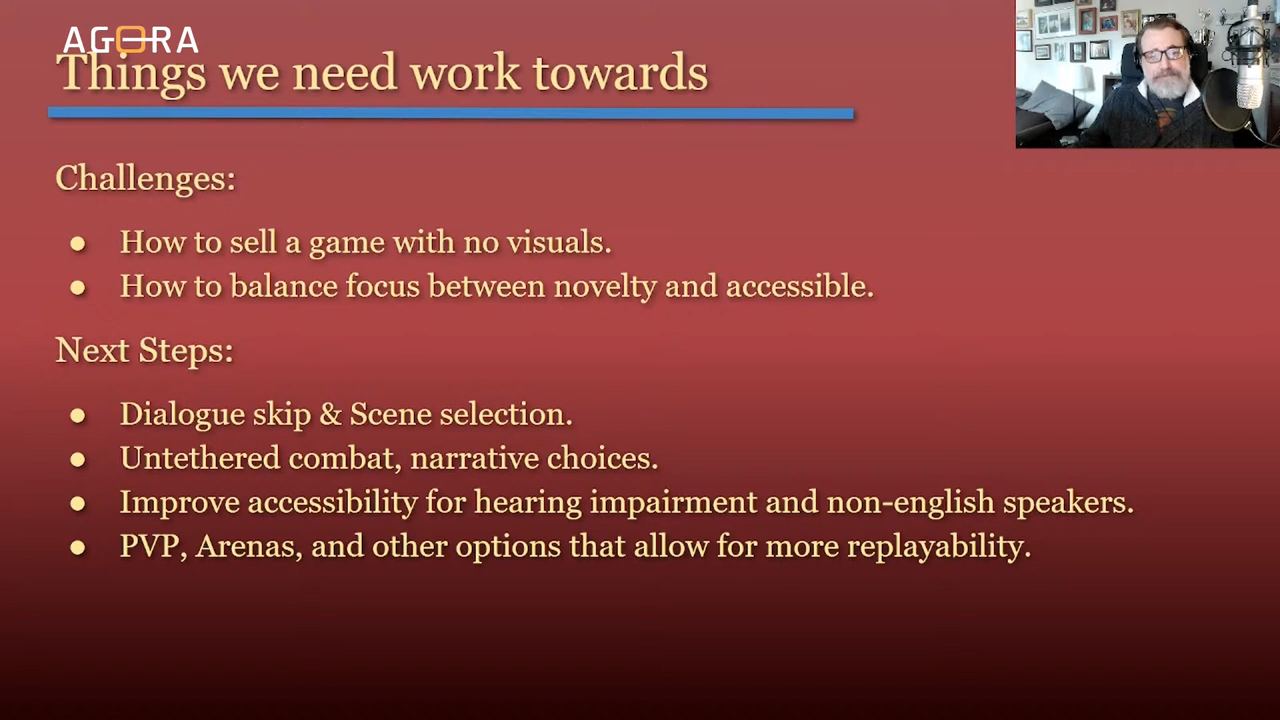 AGORA
Things we need work towards
Challenges:
● How to sell a game with no visuals.
● How to balance focus between novelty and accessible.
Next Steps:
● Dialogue skip & Scene selection.
● Untethered combat, narrative choices.
● Improve accessibility for hearing impairment and non-english speakers.
● PVP, Arenas, and other options that allow for more replayability.